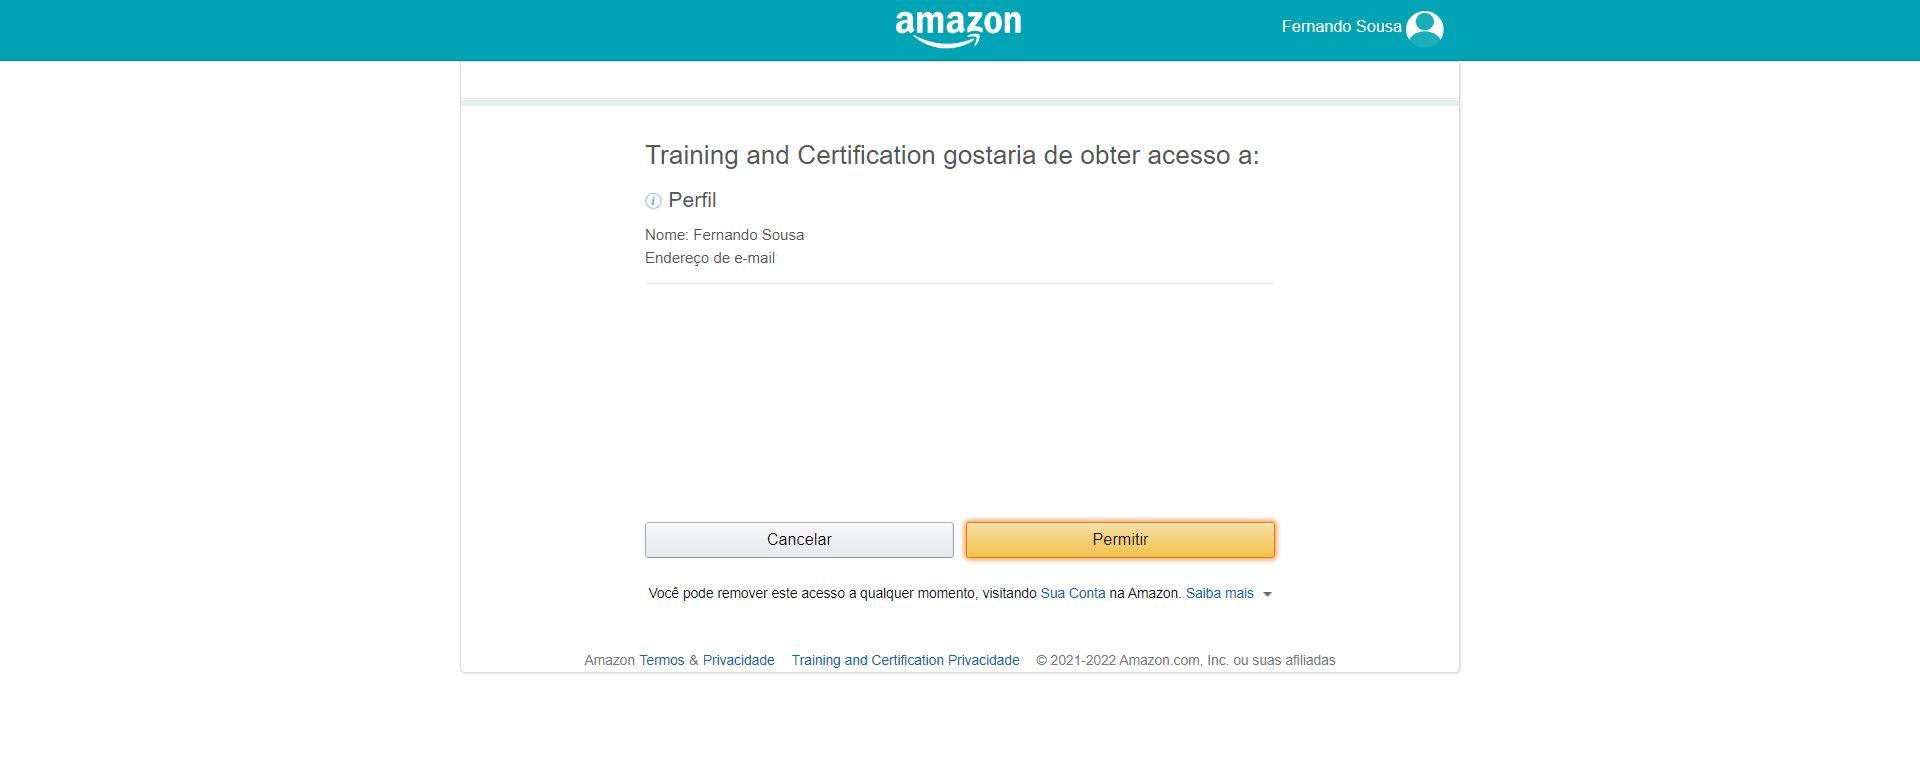 amazon
Fernando Sousa
Training and Certification gostaria de obter acesso a:
Perfil
Nome: Fernando Sousa
Endereço de e-mail
Cancelar
Permitir
Você pode remover este acesso a qualquer momento, visitando Sua Conta na Amazon. Saiba mais
Amazon Termos & Privacidade Training and Certification Privacidade © 2021-2022 Amazon.com, Inc. ou suas afiliadas